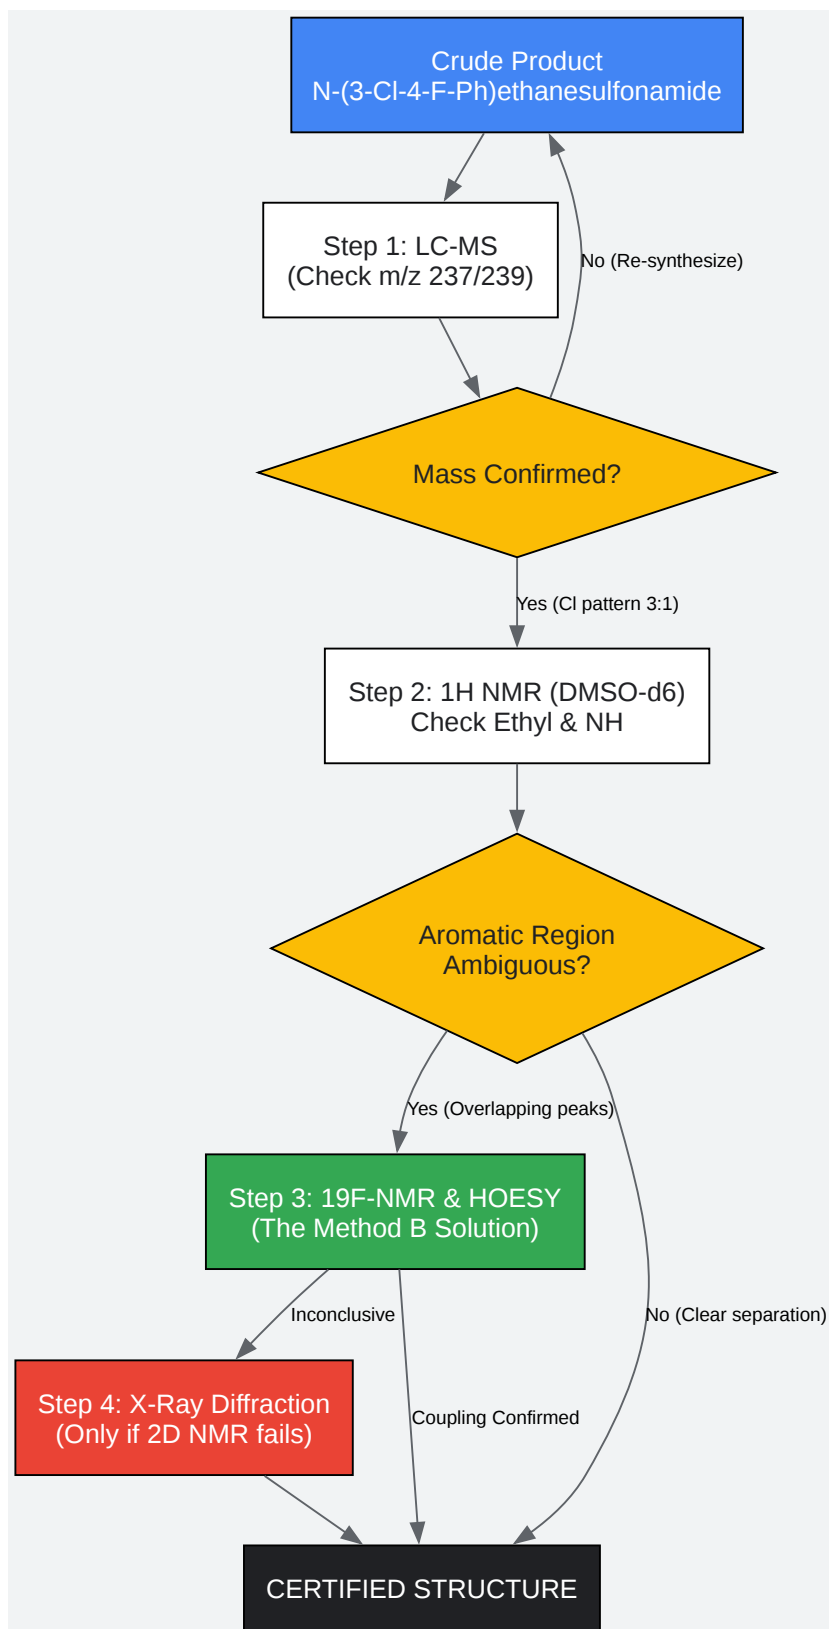 Crude Product
N-(3-Cl-4-F-Ph)ethanesulfonamide
Step 1: LC-MS
(Check m/z 237/239)
No (Re-synthesize)
Mass Confirmed?
Yes (Cl pattern 3:1)
Step 2: 1H NMR (DMSO-d6)
Check Ethyl & NH
Aromatic Region
Ambiguous?
Yes (Overlapping peaks)
Step 3: 19F-NMR & HOESY
(The Method B Solution)
Inconclusive
No (Clear separation)
Step 4: X-Ray Diffraction
(Only if 2D NMR fails)
Coupling Confirmed
CERTIFIED STRUCTURE